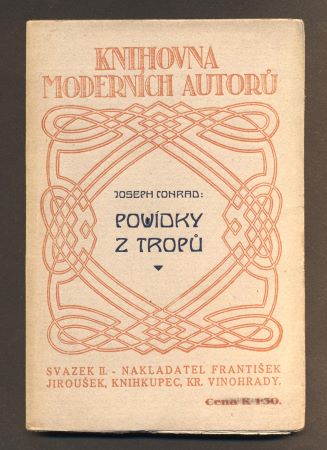 KNIHOVNA
MODERNÍCH AUTORŮ
JOSEPH CONRAD:
POVÍDKY
Z TROPŮ
SVAZEK II. - NAKLADATEL FRANTIŠEK
JIROUŠEK, KNIHKUPEC, KR. VINOHRADY.
Cena K 1·30.